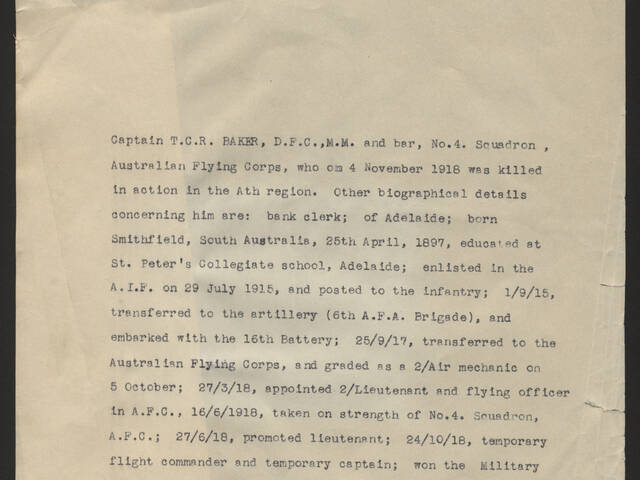 Captain T.C.R. BAKER, D.F.C.,M.M. and bar, No.4. Squadron ,
Australian Flying Corps, who om 4 November 1918 was killed
in action in the Ath region.  Other biographical details
concerning him are:  bank clerk;  of Adelaide;  born
Smithfield, South Australia, 25th April, 1897, educated at
St. Peter's Collegiate school, Adelaide;  enlisted in the
A.I.F. on 29 July 1915, and posted to the infantry;  1/9/15,
transferred to the artillery (6th A.F.A. Brigade), and
embarked with the 16th Battery;  25/9/17, transferred to the
Australian Flying Corps, and graded as a 2/Air mechanic on
5 October;  27/3/18, appointed 2/Lieutenant and flying officer
in A.F.C., 16/6/1918, taken on strength of No.4. Squadron,
A.F.C.;  27/6/18, promoted lieutenant;  24/10/18, temporary
flight commander and temporary captain;  won the Military